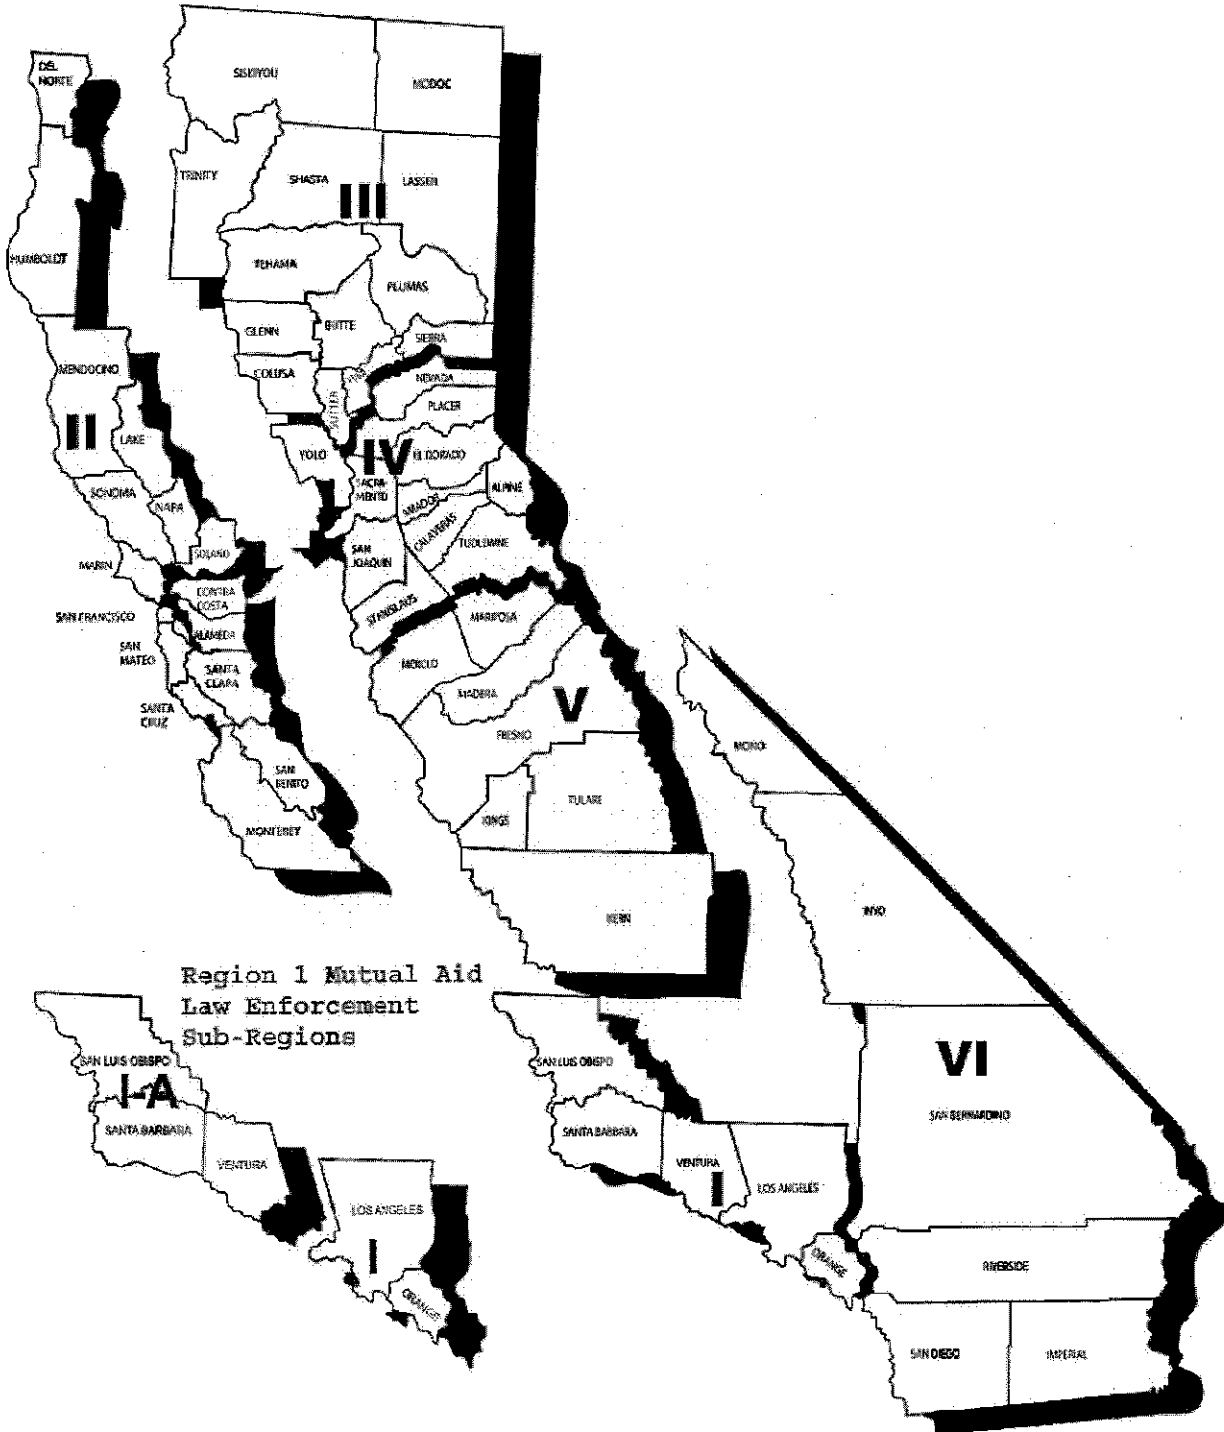 DEL
NORTE
SISKIYOU
MODOC
TRINITY
SHASTA
LASSEN
III
HUMBOLDT
TEHAMA
PLUMAS
GLENN
BUTTE
SIERRA
MENDOCINO
COLUSA
NEVADA
PLACER
SUTTER
II
LAKE
YOLO
IV
EL DORADO
SACRA-
MENTO
ALPINE
SONOMA
NAPA
AMADOR
CALAVERAS
TUOLUMNE
SOLANO
SAN
JOAQUIN
MARIN
CONTRA
COSTA
STANISLAUS
SAN FRANCISCO
MARIPOSA
ALAMEDA
SAN
MATEO
SANTA
CLARA
MERCED
MADERA
V
SANTA
CRUZ
FRESNO
MONO
SAN
BENITO
TULARE
KINGS
MONTEREY
KERN
INYO
Region 1 Mutual Aid
Law Enforcement
Sub-Regions
SAN LUIS OBISPO
I-A
SANTA BARBARA
VENTURA
LOS ANGELES
I
ORANGE
SAN LUIS OBISPO
SANTA BARBARA
VENTURA
I
LOS ANGELES
ORANGE
VI
SAN BERNARDINO
RIVERSIDE
SAN DIEGO
IMPERIAL